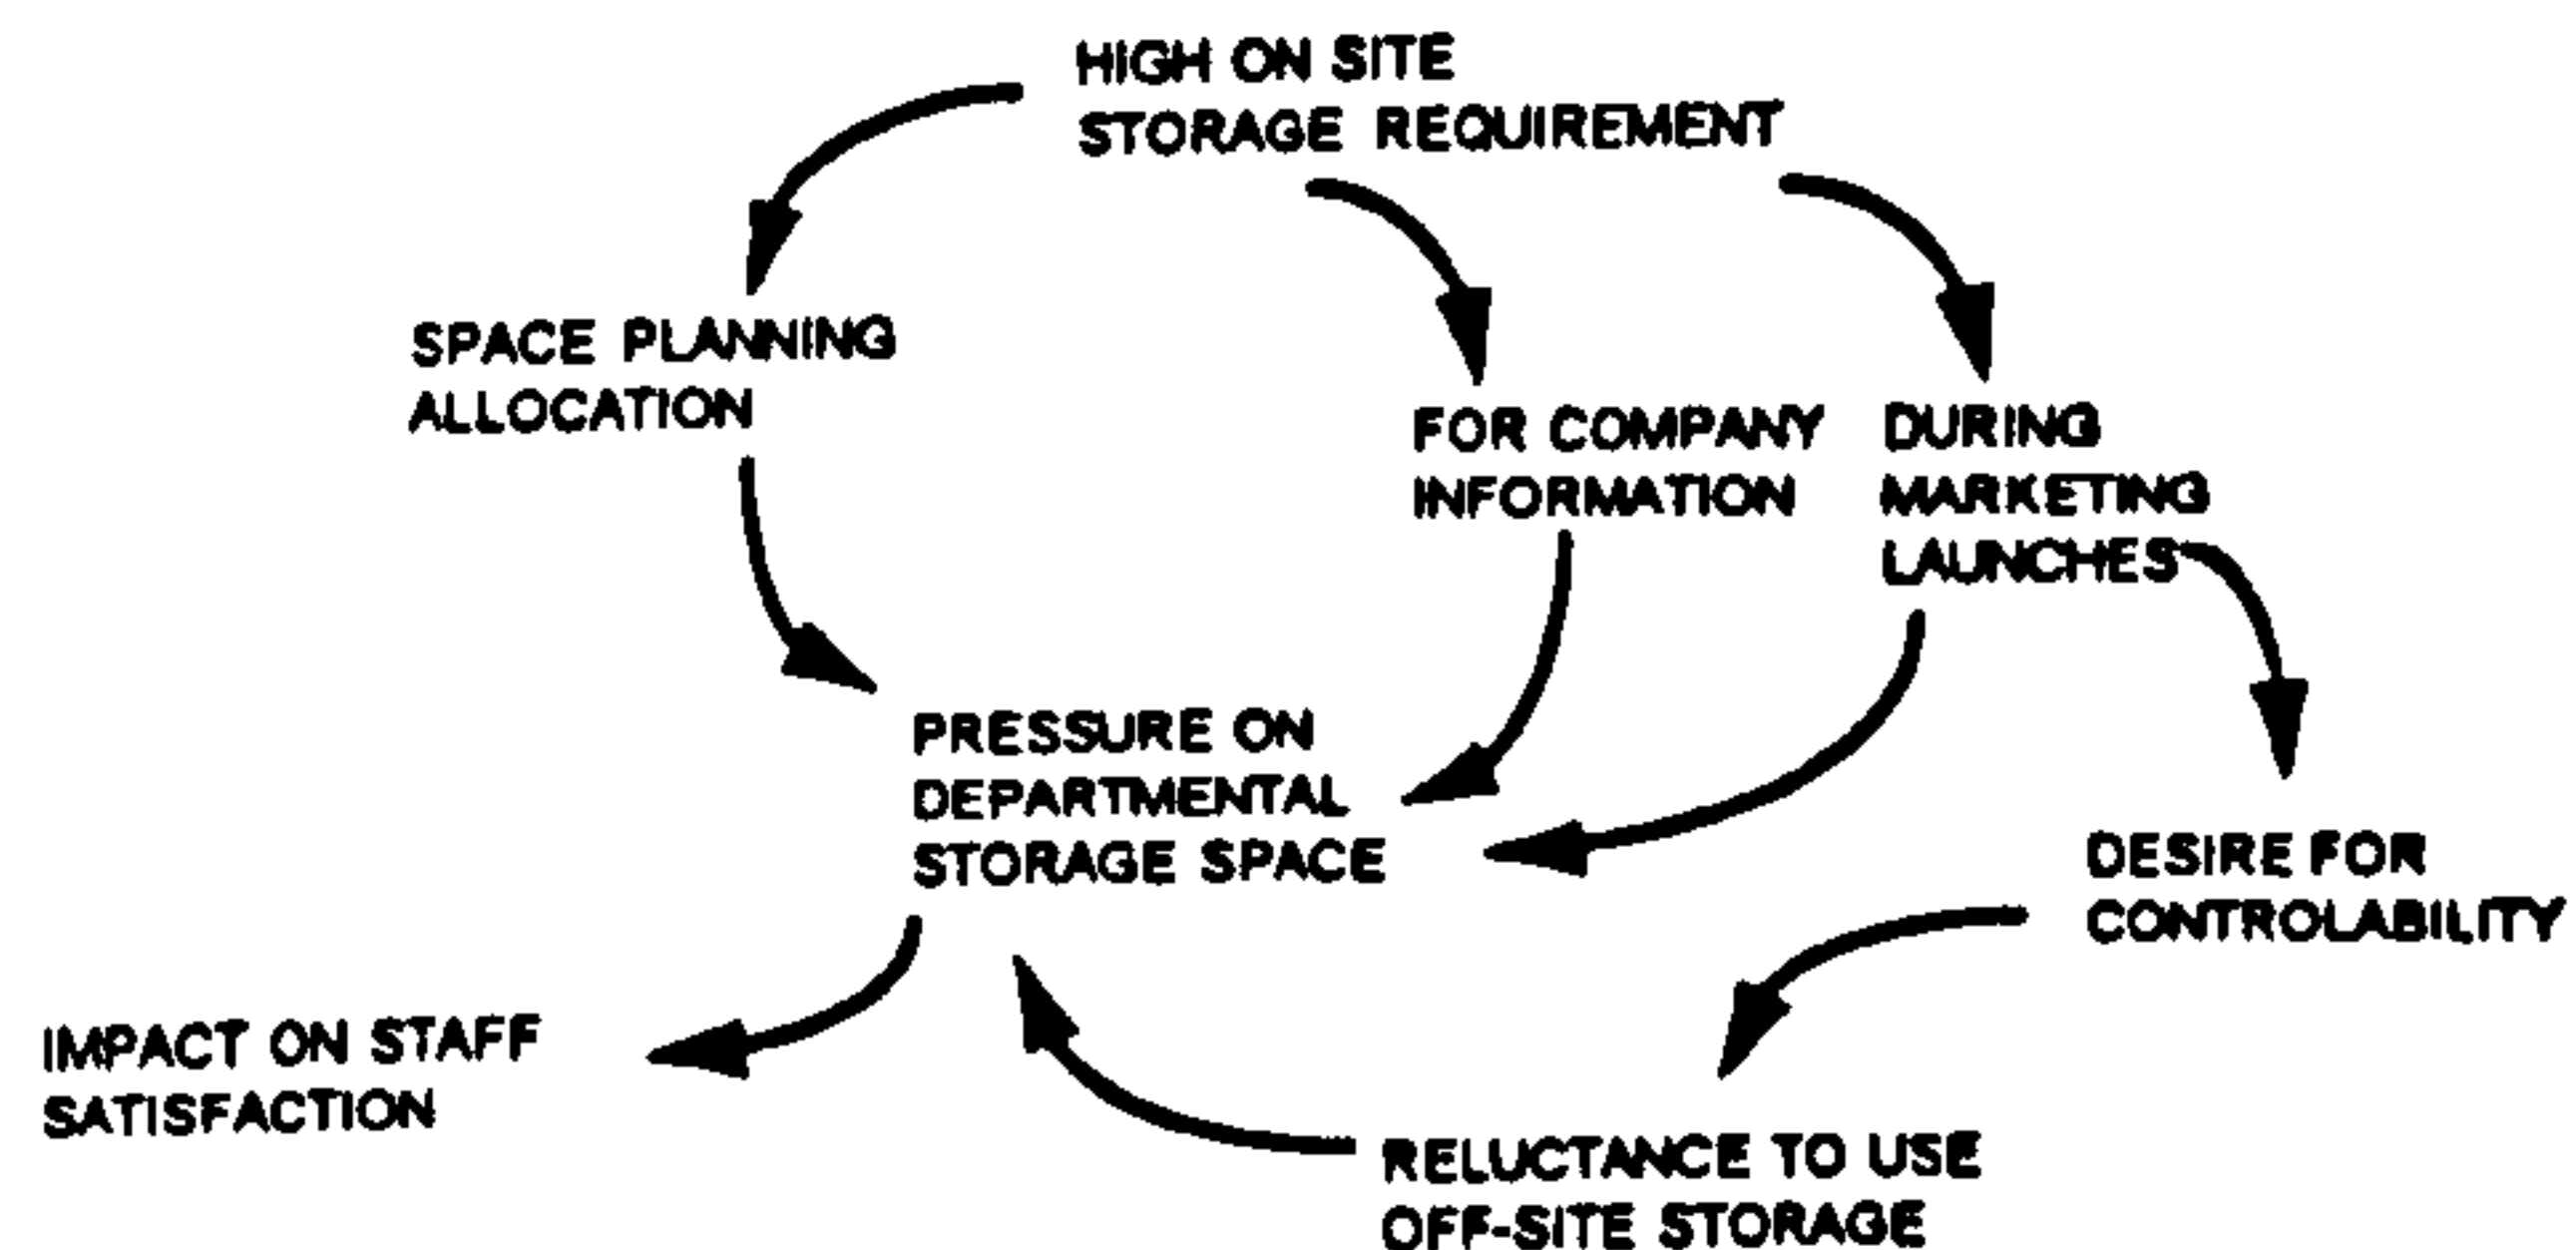 HIGH ON SITE
STORAGE REQUIREMENT
SPACE PLANNING
ALLOCATION
FOR COMPANY
INFORMATION
DURING
MARKETING
LAUNCHES
PRESSURE ON
DEPARTMENTAL
STORAGE SPACE
DESIRE FOR
CONTROLABILITY
IMPACT ON STAFF
SATISFACTION
RELUCTANCE TO USE
OFF-SITE STORAGE